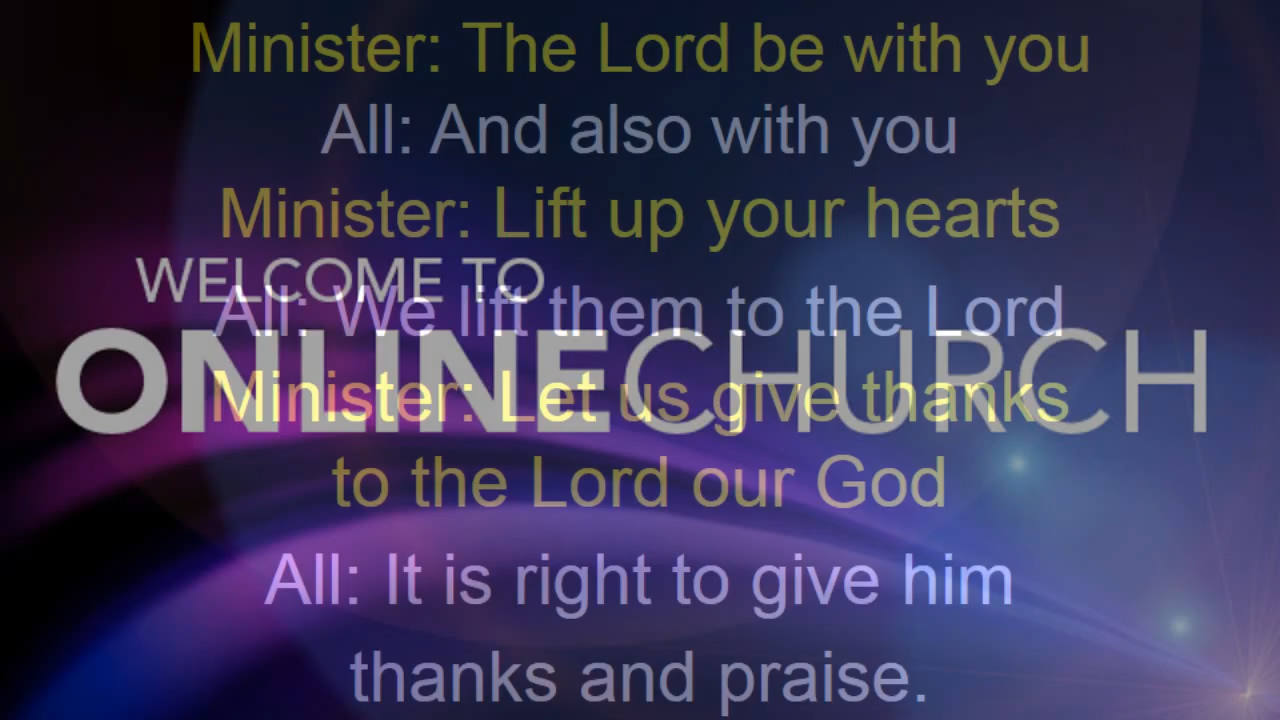 Minister: The Lord be with you
All: And also with you
Minister: Lift up your hearts
WELCOME TO
All: We lift them to the Lord
ONLINECHURCH
Minister: Let us give thanks
to the Lord our God
All: It is right to give him
thanks and praise.